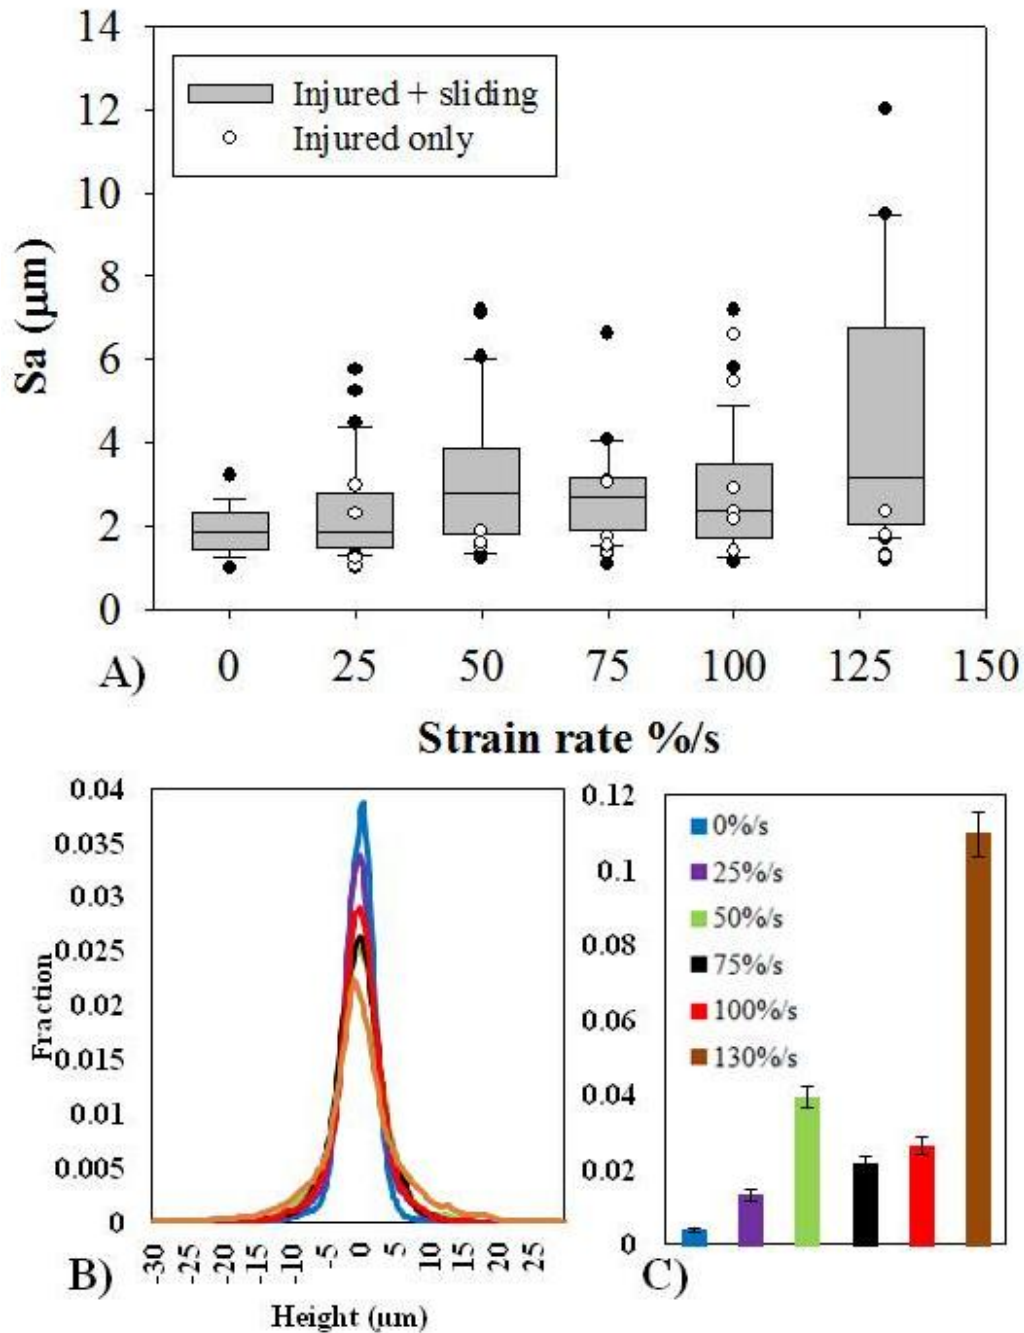 14
12
10
8
6
4
2
0
Sa (µm)
Injured + sliding
Injured only
0 25 50 75 100 125 150
A)
Strain rate %/s
0.04
0.035
0.03
0.025
0.02
0.015
0.01
0.005
0
Fraction
-30 -25 -20 -15 -10 -5 0 5 10 15 20 25
B)
Height (µm)
0.12
0.1
0.08
0.06
0.04
0.02
0
0%/s
25%/s
50%/s
75%/s
100%/s
130%/s
C)